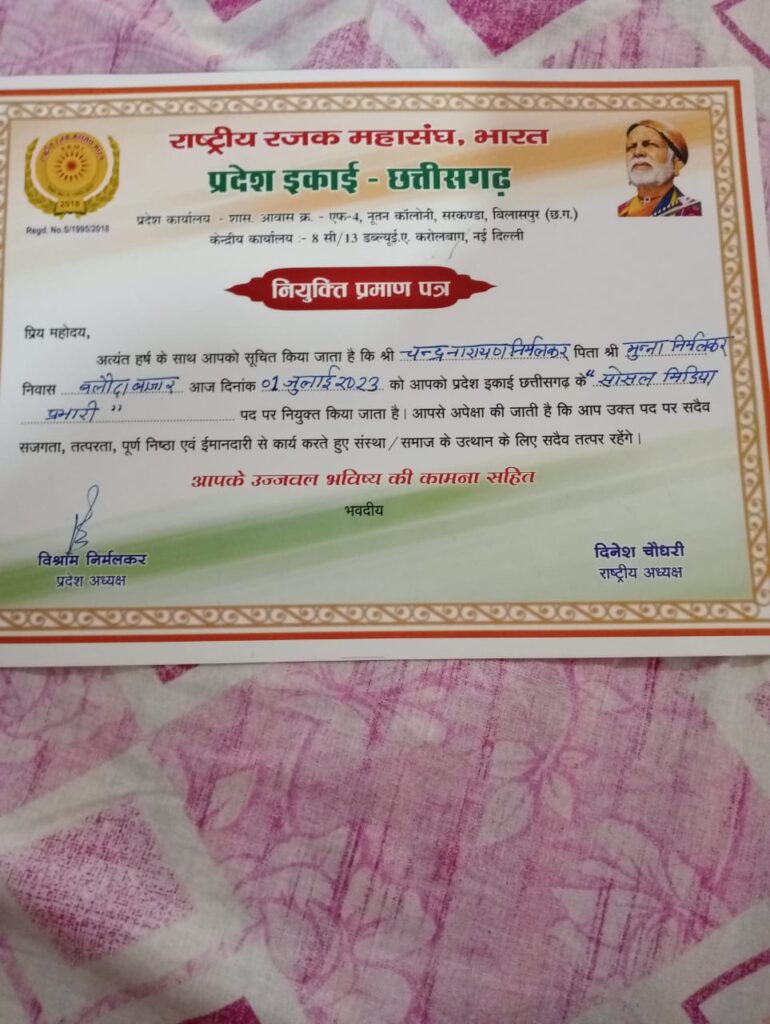 राष्ट्रीय रजक महासंघ, भारत
प्रदेश इकाई - छत्तीसगढ़
2018
Regd. No.S/1995/2018
प्रदेश कार्यालय - शास. आवास क्र. - एफ-4, नूतन कॉलोनी, सरकण्डा, बिलासपुर (छ.ग.)
केन्द्रीय कार्यालय :- 8 सी/13 डब्ल्यू.ई.ए. करोलबाग, नई दिल्ली
नियुक्ति प्रमाण पत्र
प्रिय महोदय,
अत्यंत हर्ष के साथ आपको सूचित किया जाता है कि श्री चन्द्रनारायण निर्मलकर पिता श्री मुन्ना निर्मलकर
निवास बलौदा बाजार आज दिनांक 01 जुलाई 2023 को आपको प्रदेश इकाई छत्तीसगढ़ के "सोसल मिडिया
प्रभारी" पद पर नियुक्त किया जाता है। आपसे अपेक्षा की जाती है कि आप उक्त पद पर सदैव
सजगता, तत्परता, पूर्ण निष्ठा एवं ईमानदारी से कार्य करते हुए संस्था/समाज के उत्थान के लिए सदैव तत्पर रहेंगे।
आपके उज्जवल भविष्य की कामना सहित
भवदीय
विश्राम निर्मलकर
प्रदेश अध्यक्ष
दिनेश चौधरी
राष्ट्रीय अध्यक्ष